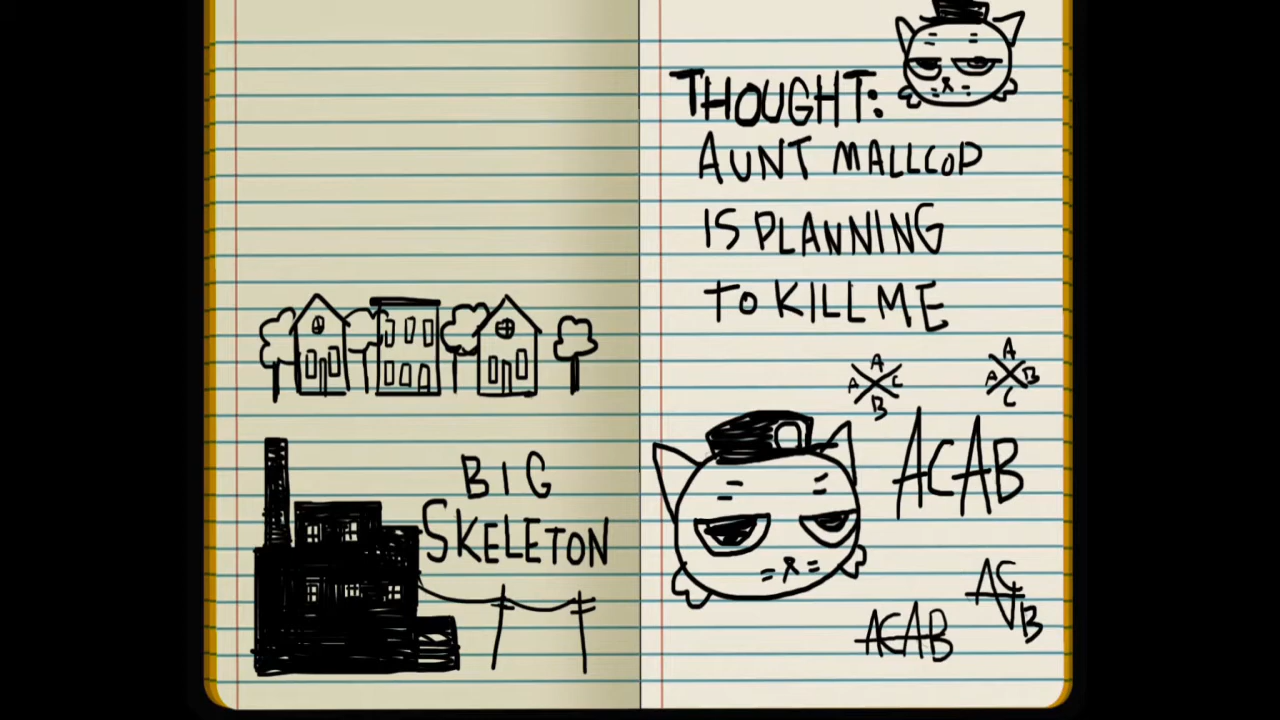 BIG
SKELETON
THOUGHT:
AUNT MALLCOP
IS PLANNING
TO KILL ME
A
A C
B
A
A B
C
ACAB
ACAB
ACAB